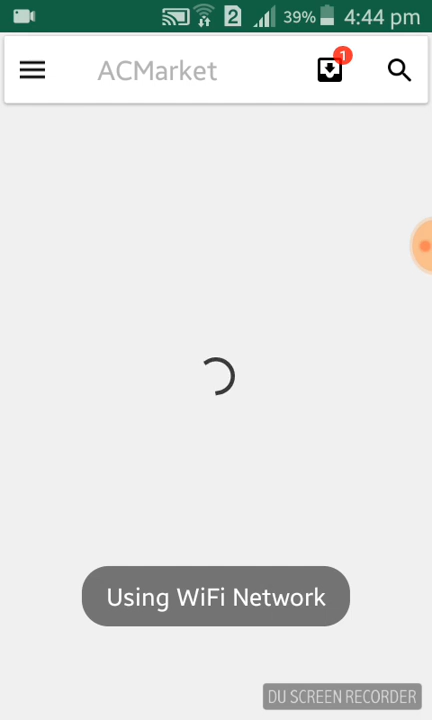 2 39% 4:44 pm
ACMarket 1
Using WiFi Network
DU SCREEN RECORDER